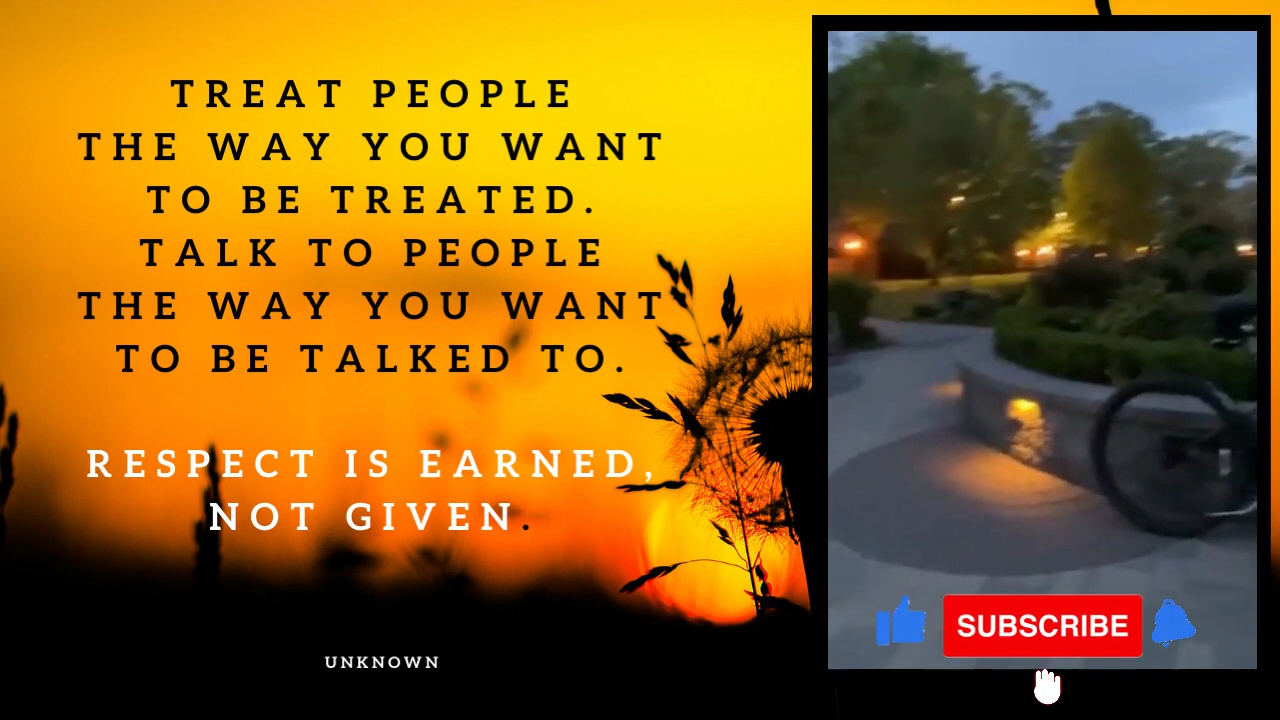 TREAT PEOPLE
THE WAY YOU WANT
TO BE TREATED.
TALK TO PEOPLE
THE WAY YOU WANT
TO BE TALKED TO.
RESPECT IS EARNED,
NOT GIVEN.
UNKNOWN
SUBSCRIBE